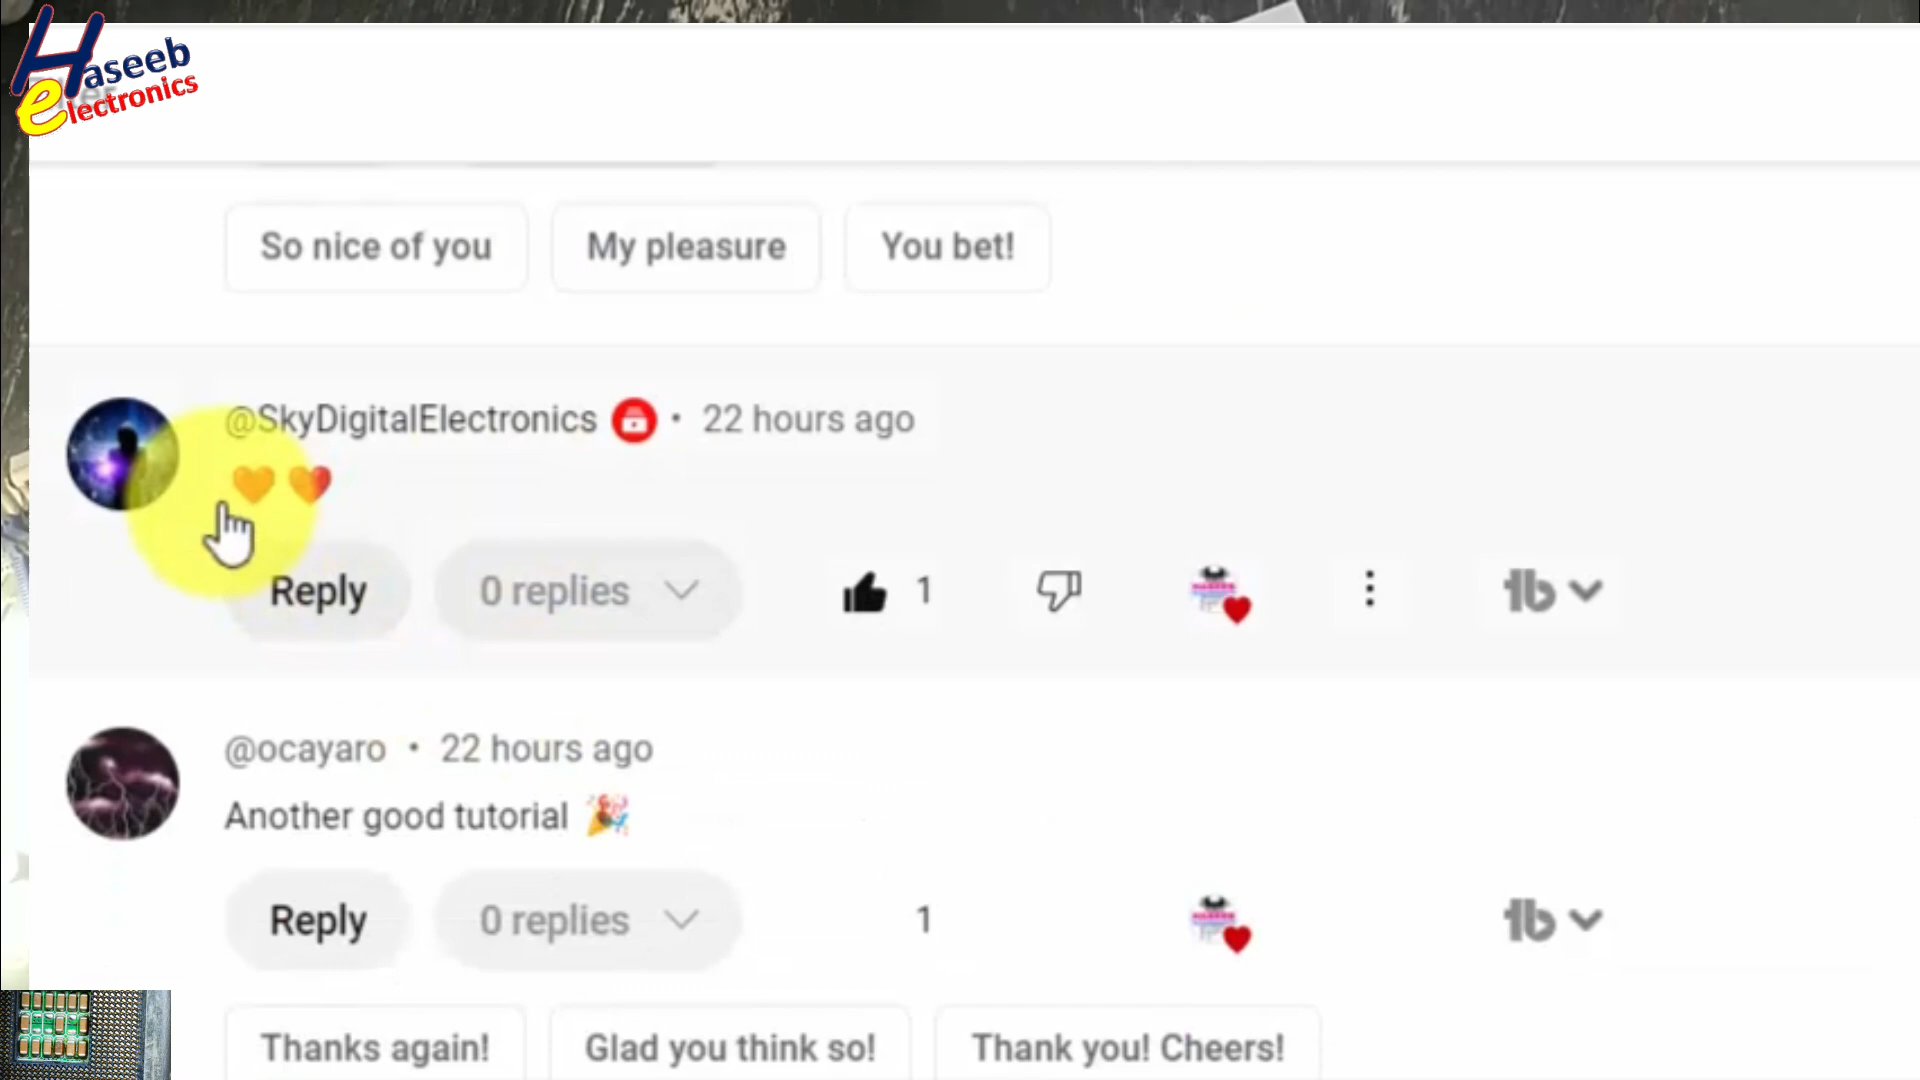 Haseeb
electronics
So nice of you
My pleasure
You bet!
@SkyDigitalElectronics • 22 hours ago
🧡 ❤️
Reply
0 replies
1
@ocayaro • 22 hours ago
Another good tutorial 🎉
Reply
0 replies
1
Thanks again!
Glad you think so!
Thank you! Cheers!